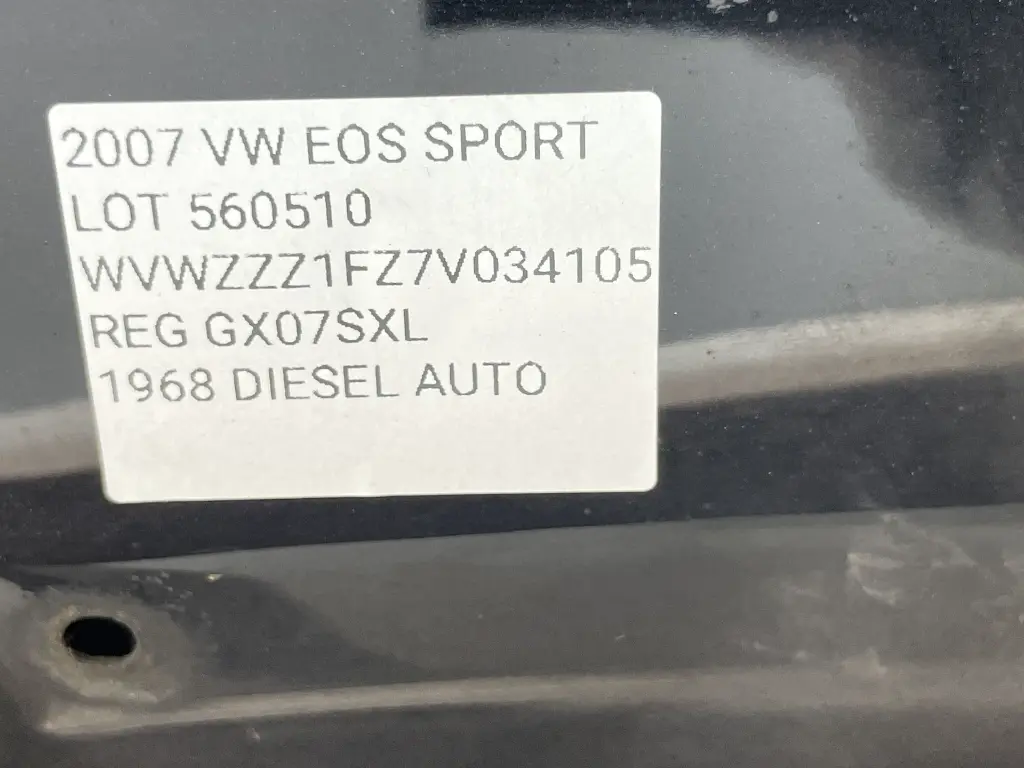 2007 VW EOS SPORT
LOT 560510
WVWZZZ1FZ7V034105
REG GX07SXL
1968 DIESEL AUTO